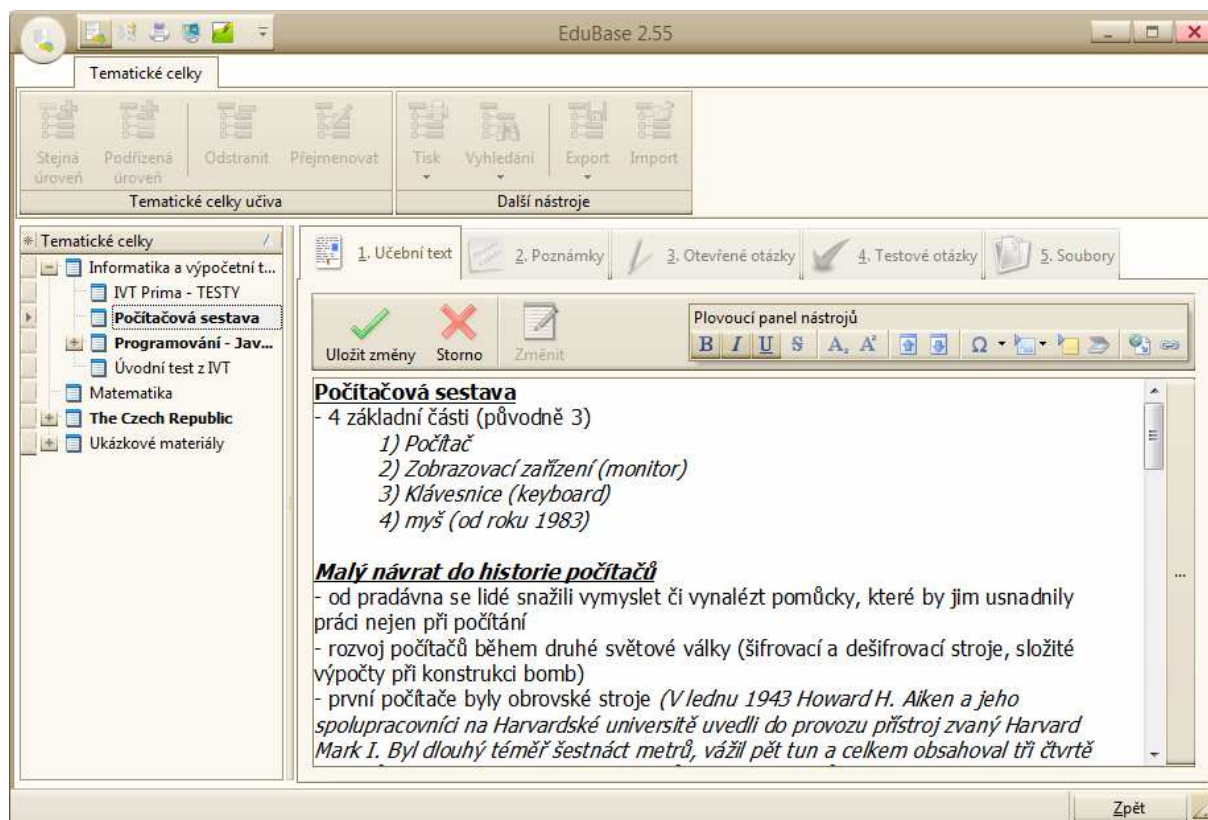 EduBase 2.55
Tematické celky
Stejná úroveň
Podřízená úroveň
Odstranit
Přejmenovat
Tisk
Vyhledání
Export
Import
Tematické celky učiva
Další nástroje
Tematické celky
Informatika a výpočetní t...
IVT Prima - TESTY
Počítačová sestava
Programování - Jav...
Úvodní test z IVT
Matematika
The Czech Republic
Ukázkové materiály
1. Učební text
2. Poznámky
3. Otevřené otázky
4. Testové otázky
5. Soubory
Uložit změny
Storno
Změnit
Plovoucí panel nástrojů
B I U S A₂ A² Ω
Počítačová sestava
- 4 základní části (původně 3)
1) Počítač
2) Zobrazovací zařízení (monitor)
3) Klávesnice (keyboard)
4) myš (od roku 1983)
Malý návrat do historie počítačů
- od pradávna se lidé snažili vymyslet či vynalézt pomůcky, které by jim usnadnily
práci nejen při počítání
- rozvoj počítačů během druhé světové války (šifrovací a dešifrovací stroje, složité
výpočty při konstrukci bomb)
- první počítače byly obrovské stroje (V lednu 1943 Howard H. Aiken a jeho
spolupracovníci na Harvardské universitě uvedli do provozu přístroj zvaný Harvard
Mark I. Byl dlouhý téměř šestnáct metrů, vážil pět tun a celkem obsahoval tři čtvrtě
...
Zpět